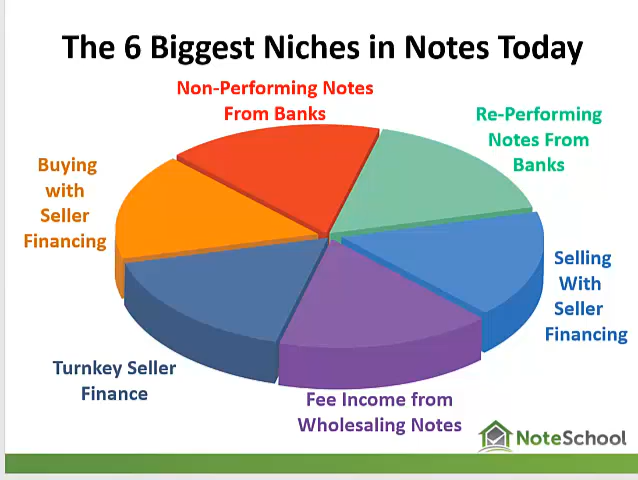 The 6 Biggest Niches in Notes Today
Non-Performing Notes
From Banks
Re-Performing
Notes From
Banks
Buying
with
Seller
Financing
Selling
With
Seller
Financing
Turnkey Seller
Finance
Fee Income from
Wholesaling Notes
NoteSchool